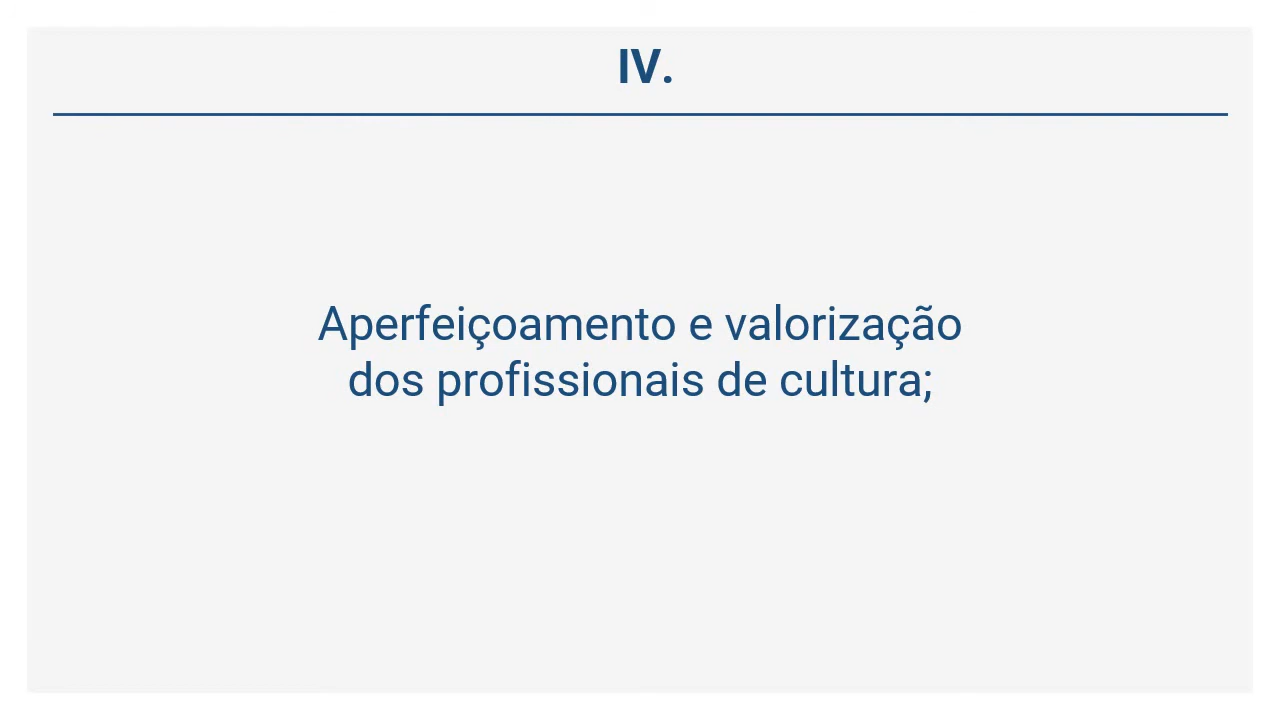 IV.
Aperfeiçoamento e valorização
dos profissionais de cultura;